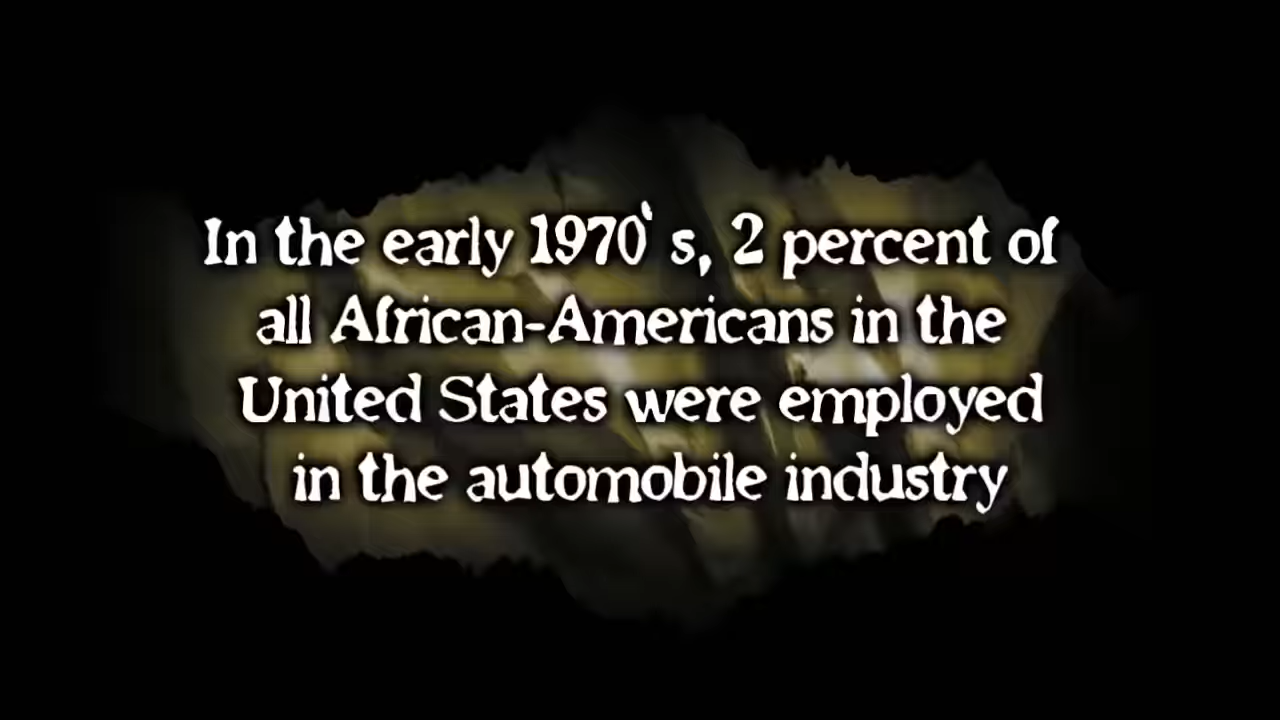 In the early 1970`s, 2 percent of
all African-Americans in the
United States were employed
in the automobile industry